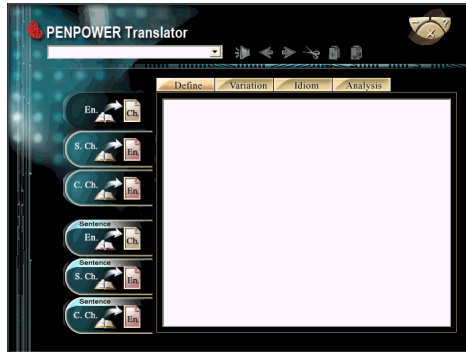 PENPOWER Translator
Define Variation Idiom Analysis
En. Ch.
S. Ch. En.
C. Ch. En.
Sentence
En. Ch.
Sentence
S. Ch. En.
Sentence
C. Ch. En.